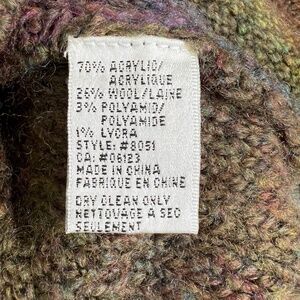 70% ACRYLIC/
ACRYLIQUE
26% WOOL/LAINE
3% POLYAMID/
POLYAMIDE
1% LYCRA
STYLE: #8051
CA: #06123
MADE IN CHINA
FABRIQUE EN CHINE
DRY CLEAN ONLY
NETTOYAGE A SEC
SEULEMENT